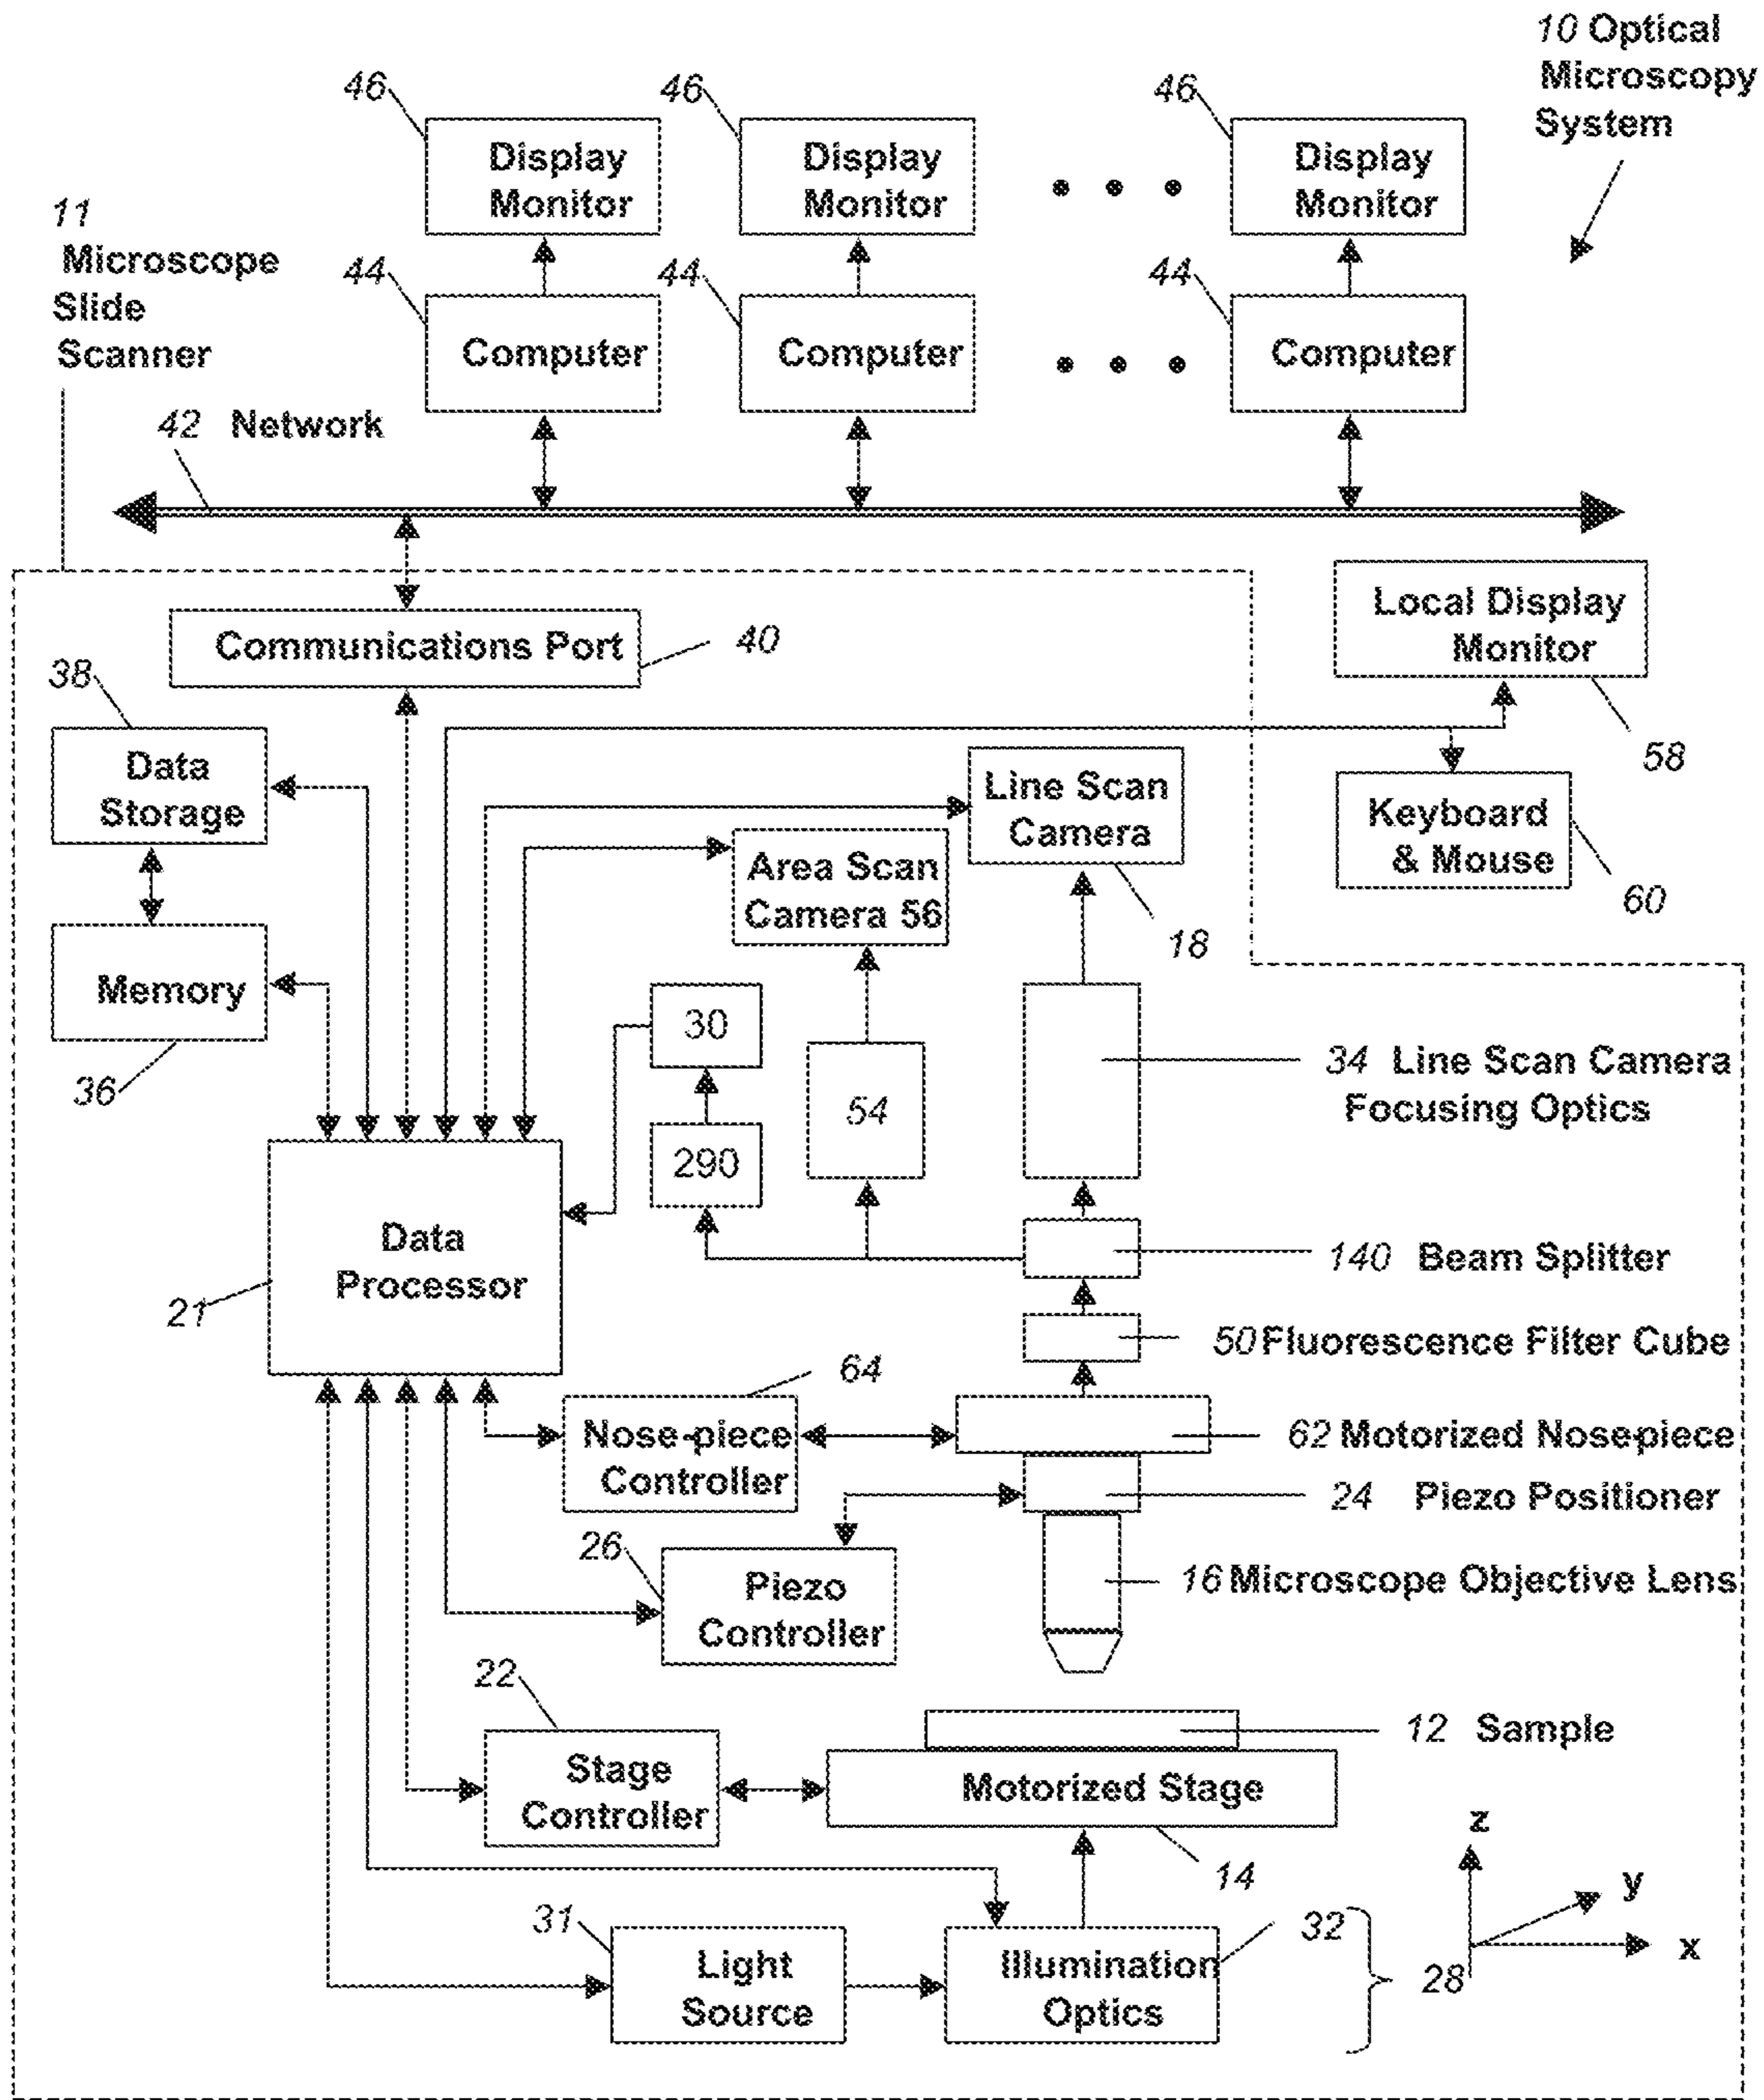 10 Optical
Microscopy
System
46 46 46
Display Display Display
Monitor Monitor Monitor
11
Microscope
Slide
Scanner
44 44 44
Computer Computer Computer
42 Network
Communications Port 40
Local Display
Monitor
58
38
Data
Storage
Line Scan
Camera
18
Keyboard
& Mouse
60
Area Scan
Camera 56
Memory
36
30
54
290
34 Line Scan Camera
Focusing Optics
Data
Processor
21
140 Beam Splitter
50 Fluorescence Filter Cube
64
Nose-piece
Controller
62 Motorized Nosepiece
24 Piezo Positioner
26
Piezo
Controller
16 Microscope Objective Lens
22
Stage
Controller
12 Sample
Motorized Stage
14
z
y
x
31
Light
Source
Illumination
Optics
32
28